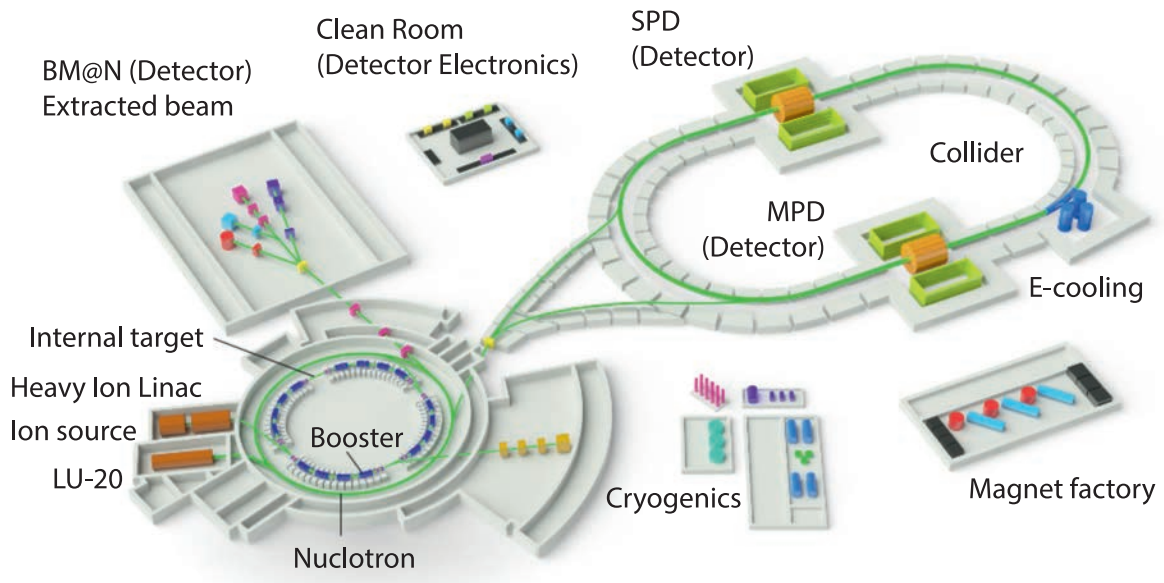 Clean Room
(Detector Electronics)
SPD
(Detector)
BM@N (Detector)
Extracted beam
Collider
MPD
(Detector)
E-cooling
Internal target
Heavy Ion Linac
Ion source
LU-20
Booster
Nuclotron
Cryogenics
Magnet factory